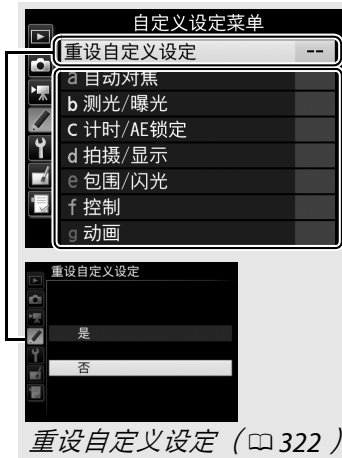 自定义设定菜单
重设自定义设定 --
a 自动对焦
b 测光/曝光
c 计时/AE锁定
d 拍摄/显示
e 包围/闪光
f 控制
g 动画
重设自定义设定
是
否
重设自定义设定（322）